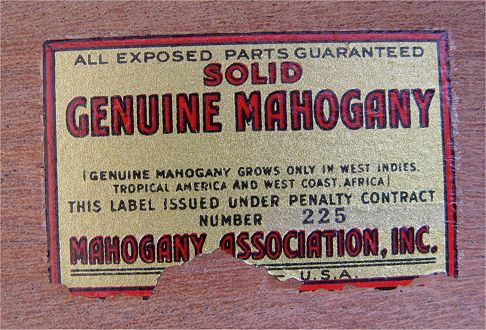 ALL EXPOSED PARTS GUARANTEED
SOLID
GENUINE MAHOGANY
(GENUINE MAHOGANY GROWS ONLY IN WEST INDIES,
TROPICAL AMERICA AND WEST COAST, AFRICA)
THIS LABEL ISSUED UNDER PENALTY CONTRACT
NUMBER 225
MAHOGANY ASSOCIATION, INC.
U.S.A.